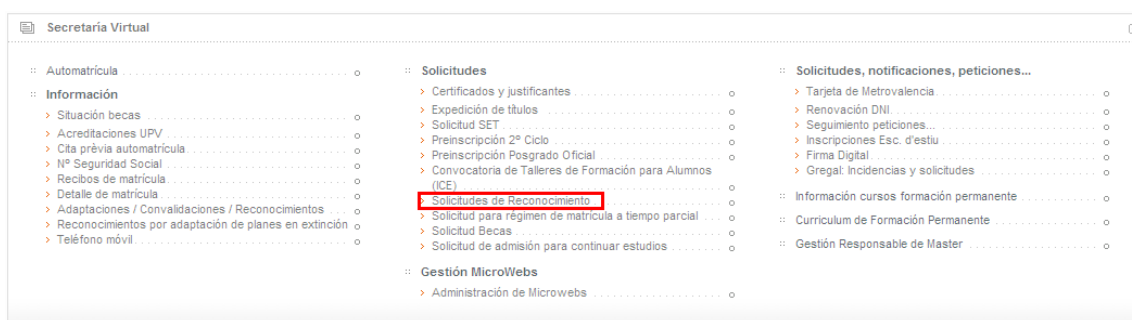 Secretaría Virtual
Automatrícula
Información
Situación becas
Acreditaciones UPV
Cita prèvia automatrícula
Nº Seguridad Social
Recibos de matrícula
Detalle de matrícula
Adaptaciones / Convalidaciones / Reconocimientos
Reconocimientos por adaptación de planes en extinción
Teléfono móvil
Solicitudes
Certificados y justificantes
Expedición de títulos
Solicitud SET
Preinscripción 2º Ciclo
Preinscripción Posgrado Oficial
Convocatoria de Talleres de Formación para Alumnos
(ICE)
Solicitudes de Reconocimiento
Solicitud para régimen de matrícula a tiempo parcial
Solicitud Becas
Solicitud de admisión para continuar estudios
Gestión MicroWebs
Administración de Microwebs
Solicitudes, notificaciones, peticiones...
Tarjeta de Metrovalencia
Renovación DNI
Seguimiento peticiones...
Inscripciones Esc. d'estiu
Firma Digital
Gregal: Incidencias y solicitudes
Información cursos formación permanente
Curriculum de Formación Permanente
Gestión Responsable de Master